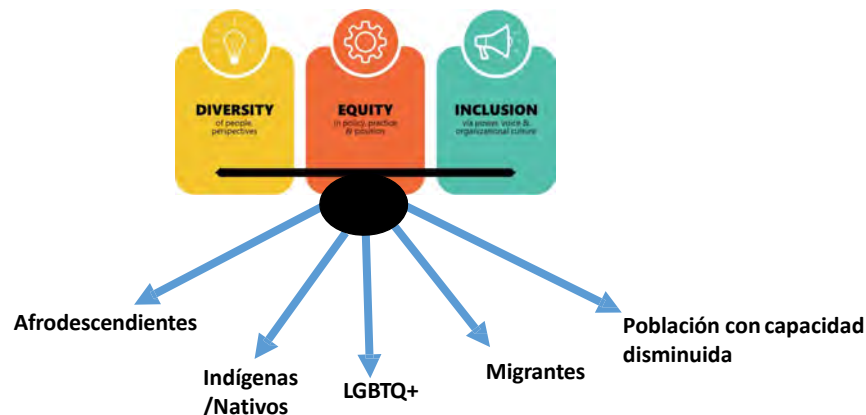 DIVERSITY
of people,
perspectives
EQUITY
in policy, practice
& position
INCLUSION
via power, voice &
organizational culture
Afrodescendientes
Indígenas
/Nativos
LGBTQ+
Migrantes
Población con capacidad
disminuida